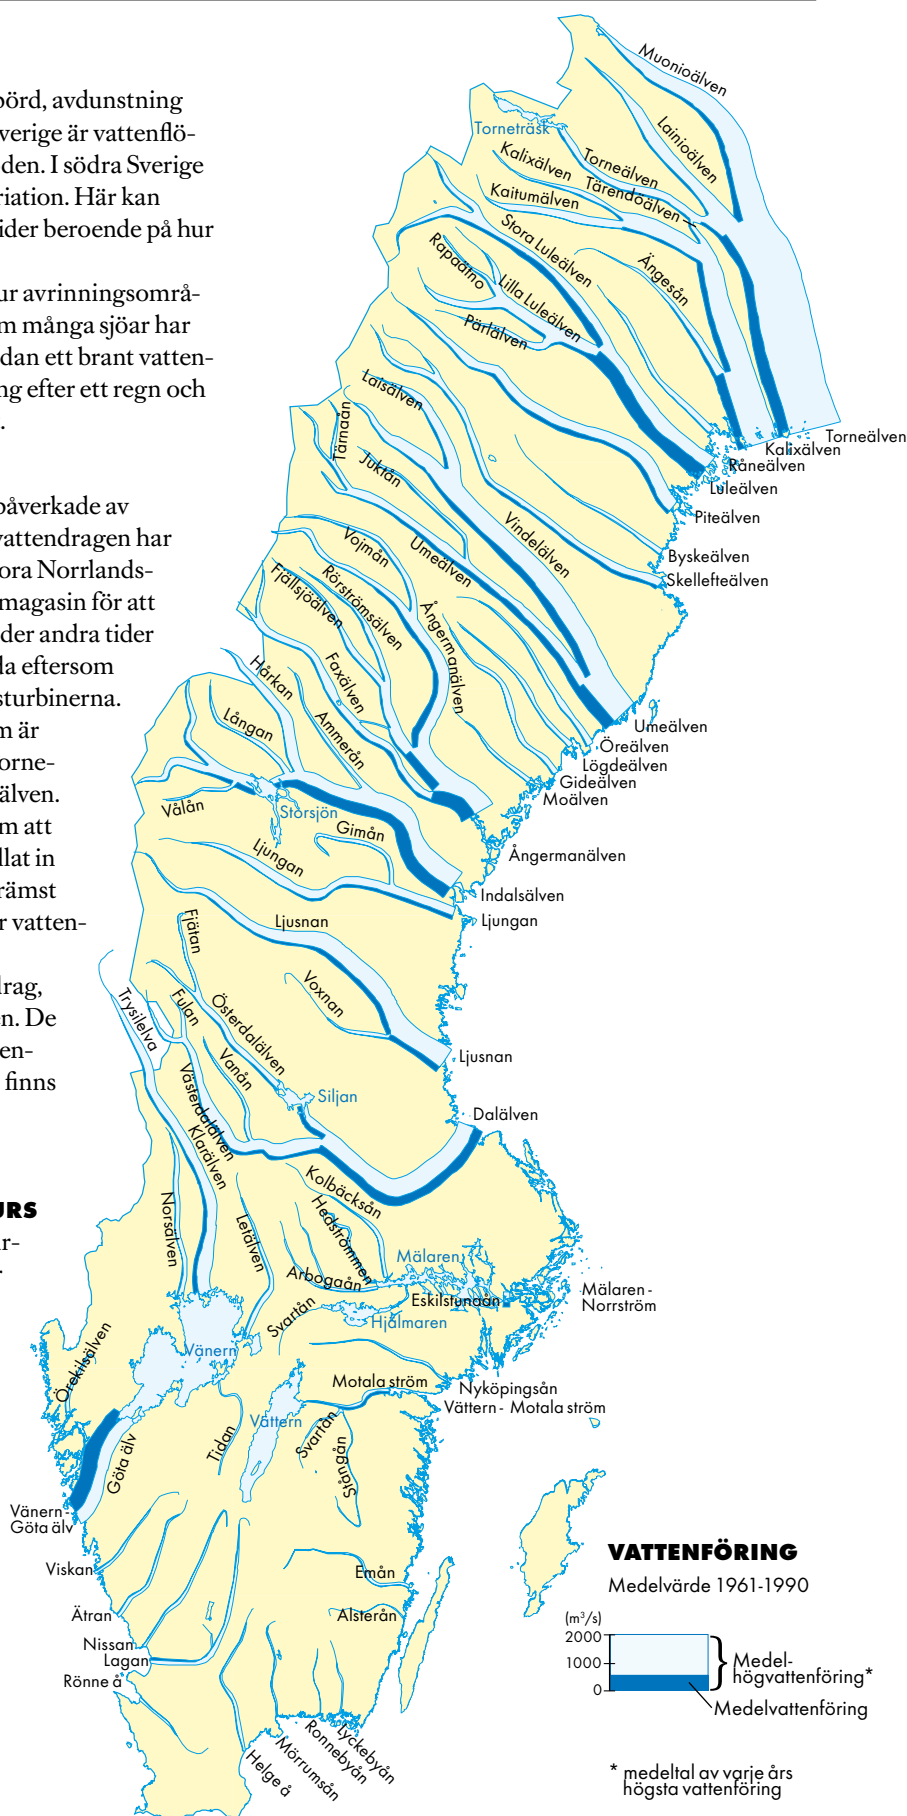 börd, avdunstning
verige är vattenflö-
den. I södra Sverige
riation. Här kan
ider beroende på hur
ur avrinningsområ-
m många sjöar har
dan ett brant vatten-
ng efter ett regn och
.
påverkade av
vattendragen har
ora Norrlands-
magasin för att
der andra tider
la eftersom
sturbinerna.
m är
orne-
älven.
m att
llat in
rämst
r vatten-
drag,
en. De
en-
finns
URS
r-
Muonioälven
Torneträsk
Lainioälven
Kalixälven
Torneälven
Kaitumälven
Tärendöälven
Stora Luleälven
Rapaätno
Ängesån
Lilla Luleälven
Pärlälven
Laisälven
Tärnaån
Juktån
Torneälven
Kalixälven
Råneälven
Luleälven
Piteälven
Vindelälven
Vojmån
Umeälven
Byskeälven
Skellefteälven
Fjällsjöälven
Rörströmsälven
Ångermanälven
Hårkan
Faxälven
Långan
Ammerån
Umeälven
Öreälven
Lögdeälven
Gideälven
Moälven
Vålån
Storsjön
Gimån
Ljungan
Ångermanälven
Indalsälven
Ljungan
Ljusnan
Fjätan
Voxnan
Trysilelva
Fulan
Österdalälven
Vanån
Ljusnan
Siljan
Dalälven
Västerdalälven
Klarälven
Kolbäcksån
Norsälven
Letälven
Hedströmmen
Mälaren
Arbogaån
Eskilstunaån
Mälaren -
Norrström
Svartån
Hjälmaren
Örekilsälven
Vänern
Motala ström
Nyköpingsån
Vättern - Motala ström
Vättern
Svartån
Tidan
Stångån
Göta älv
Vänern -
Göta älv
Viskan
Emån
Ätran
Alsterån
Nissan
Lagan
Rönne å
Helge å
Mörrumsån
Ronnebyån
Lyckebyån
VATTENFÖRING
Medelvärde 1961-1990
(m³/s)
2000
1000
0
Medel-
högvattenföring*
Medelvattenföring
* medeltal av varje års
högsta vattenföring